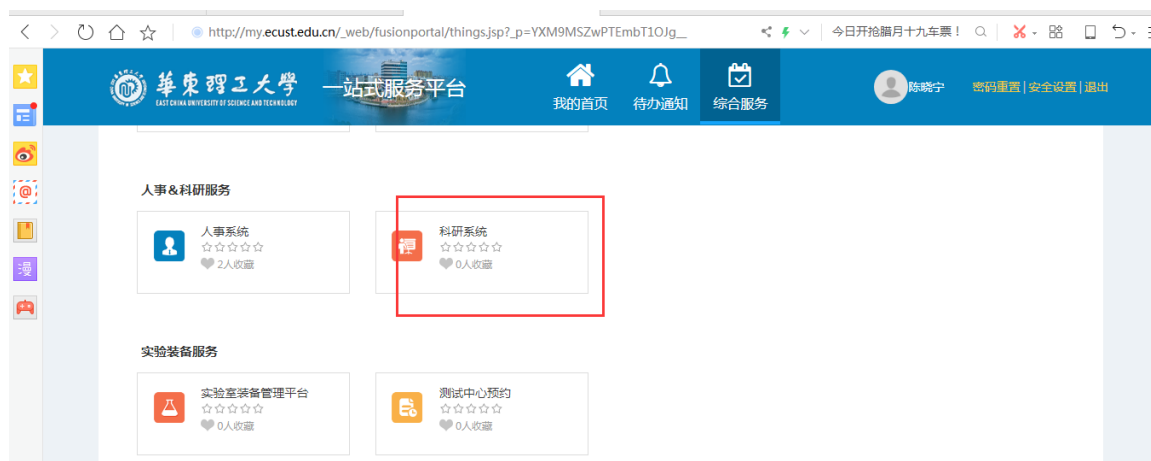 http://my.ecust.edu.cn/_web/fusionportal/things.jsp?_p=YXM9MSZwPTEmbT1OJg__
今日开抢腊月十九车票！
華東理工大學
EAST CHINA UNIVERSITY OF SCIENCE AND TECHNOLOGY
一站式服务平台
我的首页
待办通知
综合服务
陈晓宁
密码重置 | 安全设置 | 退出
漫
人事&科研服务
人事系统
2人收藏
科研系统
0人收藏
实验装备服务
实验室装备管理平台
0人收藏
测试中心预约
0人收藏